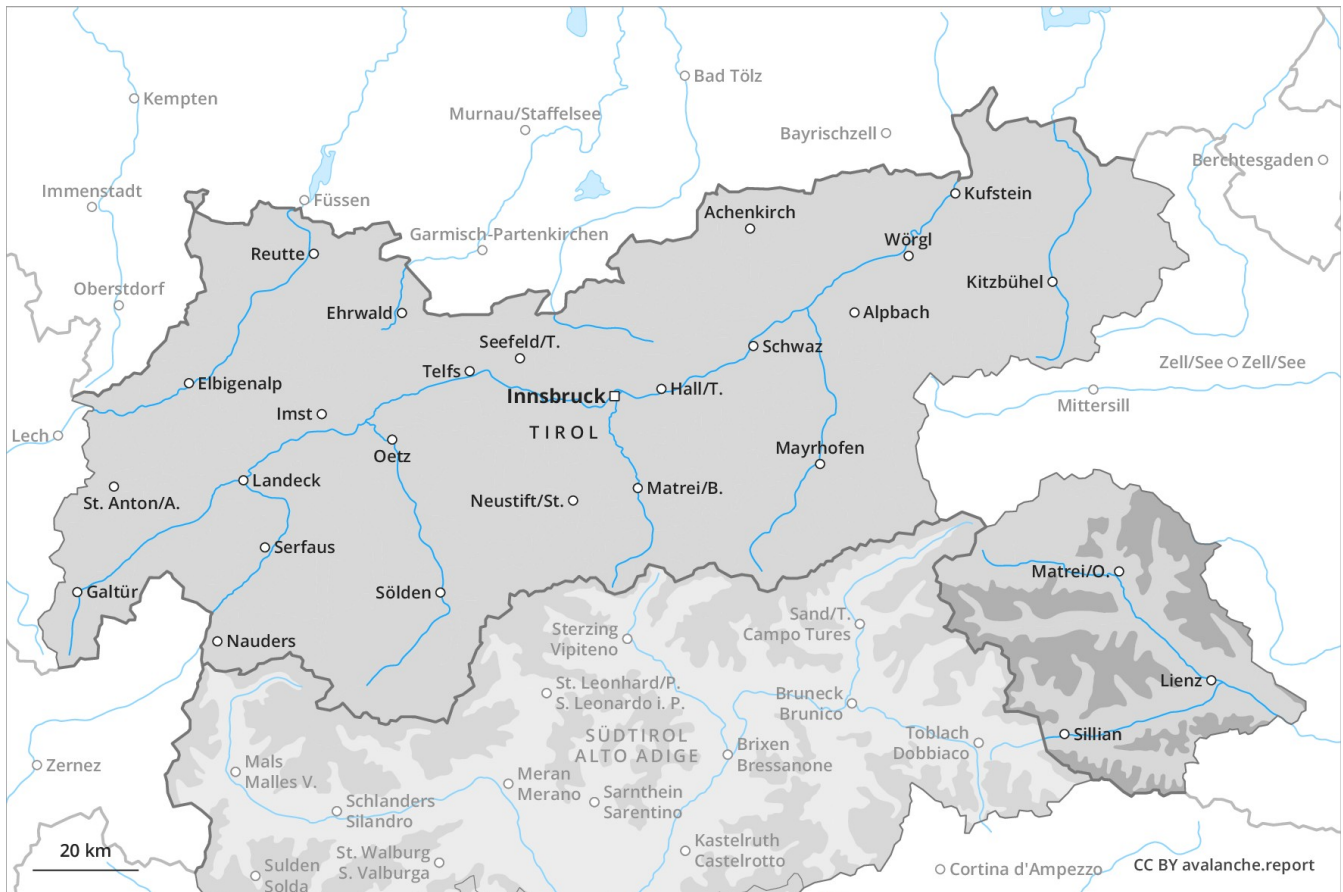 Kempten
Bad Tölz
Murnau/Staffelsee
Bayrischzell
Berchtesgaden
Immenstadt
Füssen
Kufstein
Achenkirch
Garmisch-Partenkirchen
Wörgl
Reutte
Kitzbühel
Oberstdorf
Ehrwald
Alpbach
Seefeld/T.
Schwaz
Zell/See
Zell/See
Telfs
Elbigenalp
Innsbruck
Hall/T.
Mittersill
Imst
TIROL
Lech
Oetz
Mayrhofen
Landeck
Matrei/B.
St. Anton/A.
Neustift/St.
Serfaus
Matrei/O.
Galtür
Sölden
Sand/T.
Campo Tures
Sterzing
Vipiteno
Nauders
Lienz
St. Leonhard/P.
S. Leonardo i. P.
Bruneck
Brunico
SÜDTIROL
ALTO ADIGE
Toblach
Dobbiaco
Sillian
Brixen
Bressanone
Zernez
Mals
Malles V.
Meran
Merano
Sarnthein
Sarentino
Schlanders
Silandro
Kastelruth
Castelrotto
20 km
St. Walburg
S. Valburga
Sulden
Solda
Cortina d'Ampezzo
CC BY avalanche.report